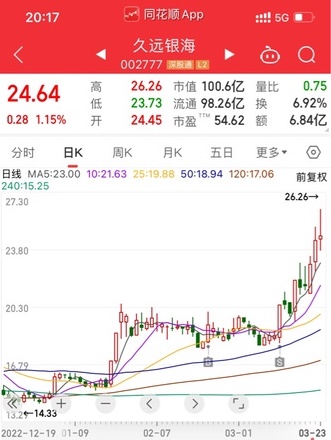 20:17
同花顺App
5G
久远银海
002777 深股通 L2
24.64
0.28 1.15%
高 26.26 市值 100.6亿 量比 0.75
低 23.73 流通 98.26亿 换 6.92%
开 24.45 市盈TTM 54.62 额 6.84亿
分时 日K 周K 月K 五日 更多
日线 MA5:23.00 10:21.63 25:19.88 50:18.94 120:17.06
240:15.25 前复权
26.26→
27.30
23.80
20.30
16.79
S
13.29
←14.33
2022-12-19 01-09 02-07 03-01 03-23